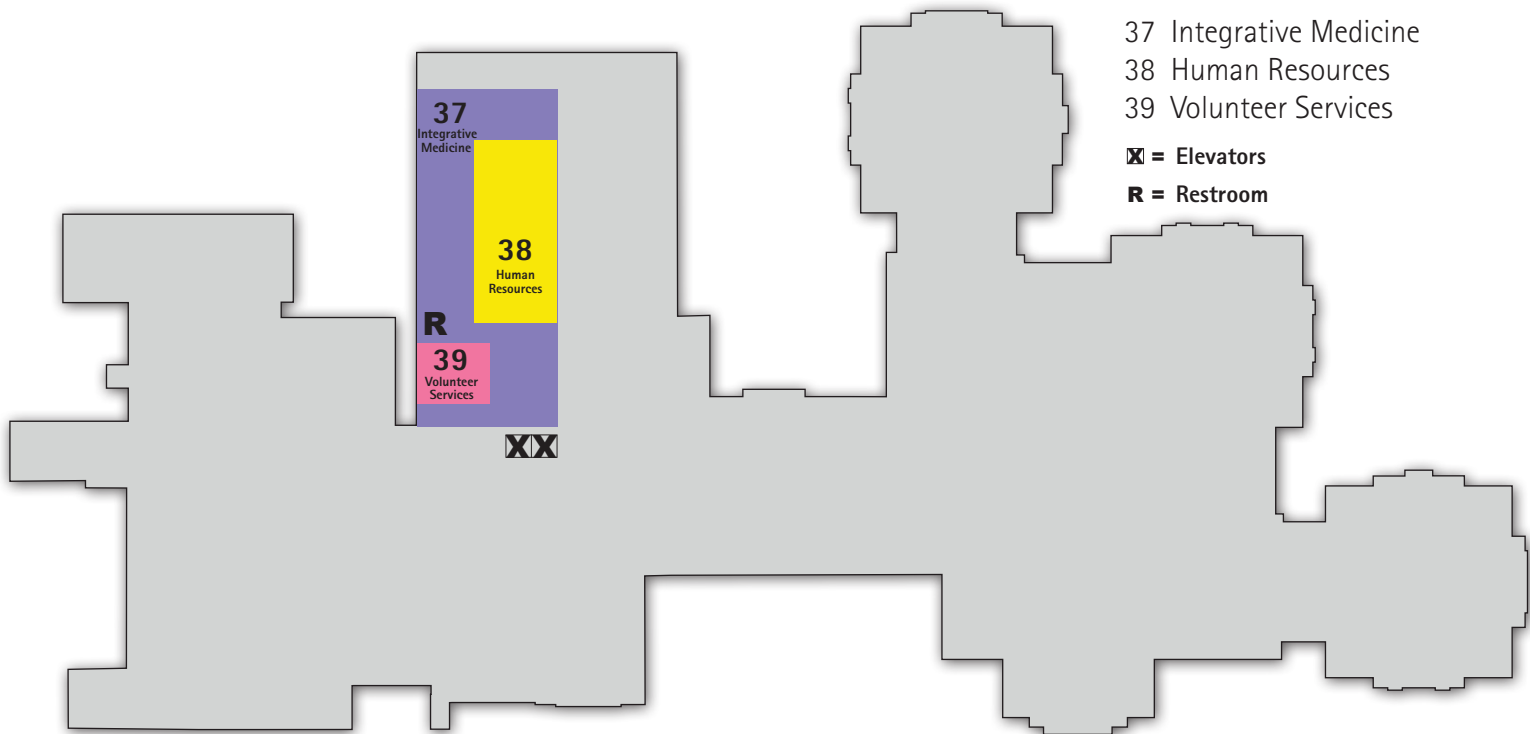 37 Integrative Medicine
38 Human Resources
39 Volunteer Services
X = Elevators
R = Restroom
37
Integrative
Medicine
38
Human
Resources
R
39
Volunteer
Services
X X